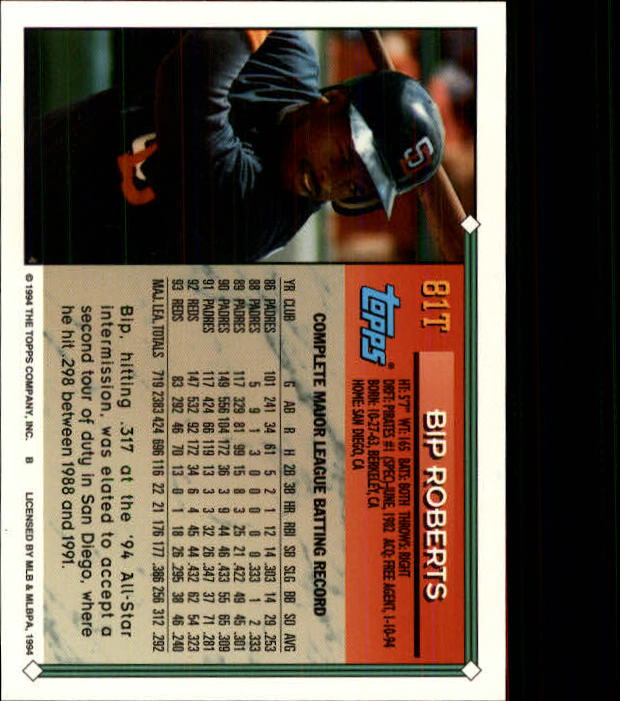 81T
BIP ROBERTS
topps®
HT: 5'7" WT: 165 BATS: BOTH THROWS: RIGHT
DRFT: PIRATES #1 (SPEC)-JUNE, 1982 ACQ: FREE AGENT, 1-10-94
BORN: 10-27-63, BERKELEY, CA
HOME: SAN DIEGO, CA
COMPLETE MAJOR LEAGUE BATTING RECORD
YR CLUB G AB R H 2B 3B HR RBI SB SLG BB SO AVG
86 PADRES 101 241 34 61 5 2 1 12 14 .303 14 29 .253
88 PADRES 5 9 1 3 0 0 0 0 0 .333 1 2 .333
89 PADRES 117 329 81 99 15 8 3 25 21 .422 49 45 .301
90 PADRES 149 556 104 172 36 3 9 44 46 .433 55 65 .309
91 PADRES 117 424 66 119 13 3 3 32 26 .347 37 71 .281
92 REDS 147 532 92 172 34 6 4 45 44 .432 62 54 .323
93 REDS 83 292 46 70 13 0 1 18 26 .295 38 46 .240
MAJ. LEA. TOTALS 719 2383 424 696 116 22 21 176 177 .386 256 312 .292
Bip, hitting .317 at the '94 All-Star
intermission, was elated to accept a
second tour of duty in San Diego, where
he hit .298 between 1988 and 1991.
© 1994 THE TOPPS COMPANY, INC. B LICENSED BY MLB & MLBPA, 1994